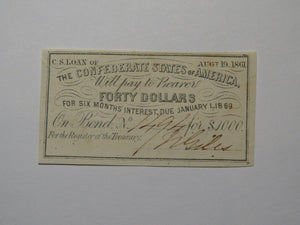 C.S. LOAN OF AUGT 19, 1861
THE CONFEDERATE STATES OF AMERICA,
Will pay to Bearer
FORTY DOLLARS
FOR SIX MONTHS' INTEREST, DUE JANUARY 1, 1869
On Bond, No for $1000.
For the Register of the Treasury.